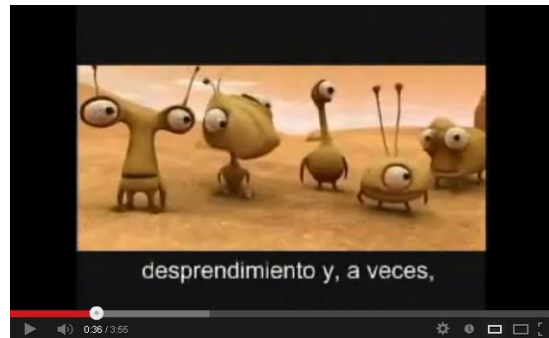 desprendimiento y, a veces,
0:36 / 3:55